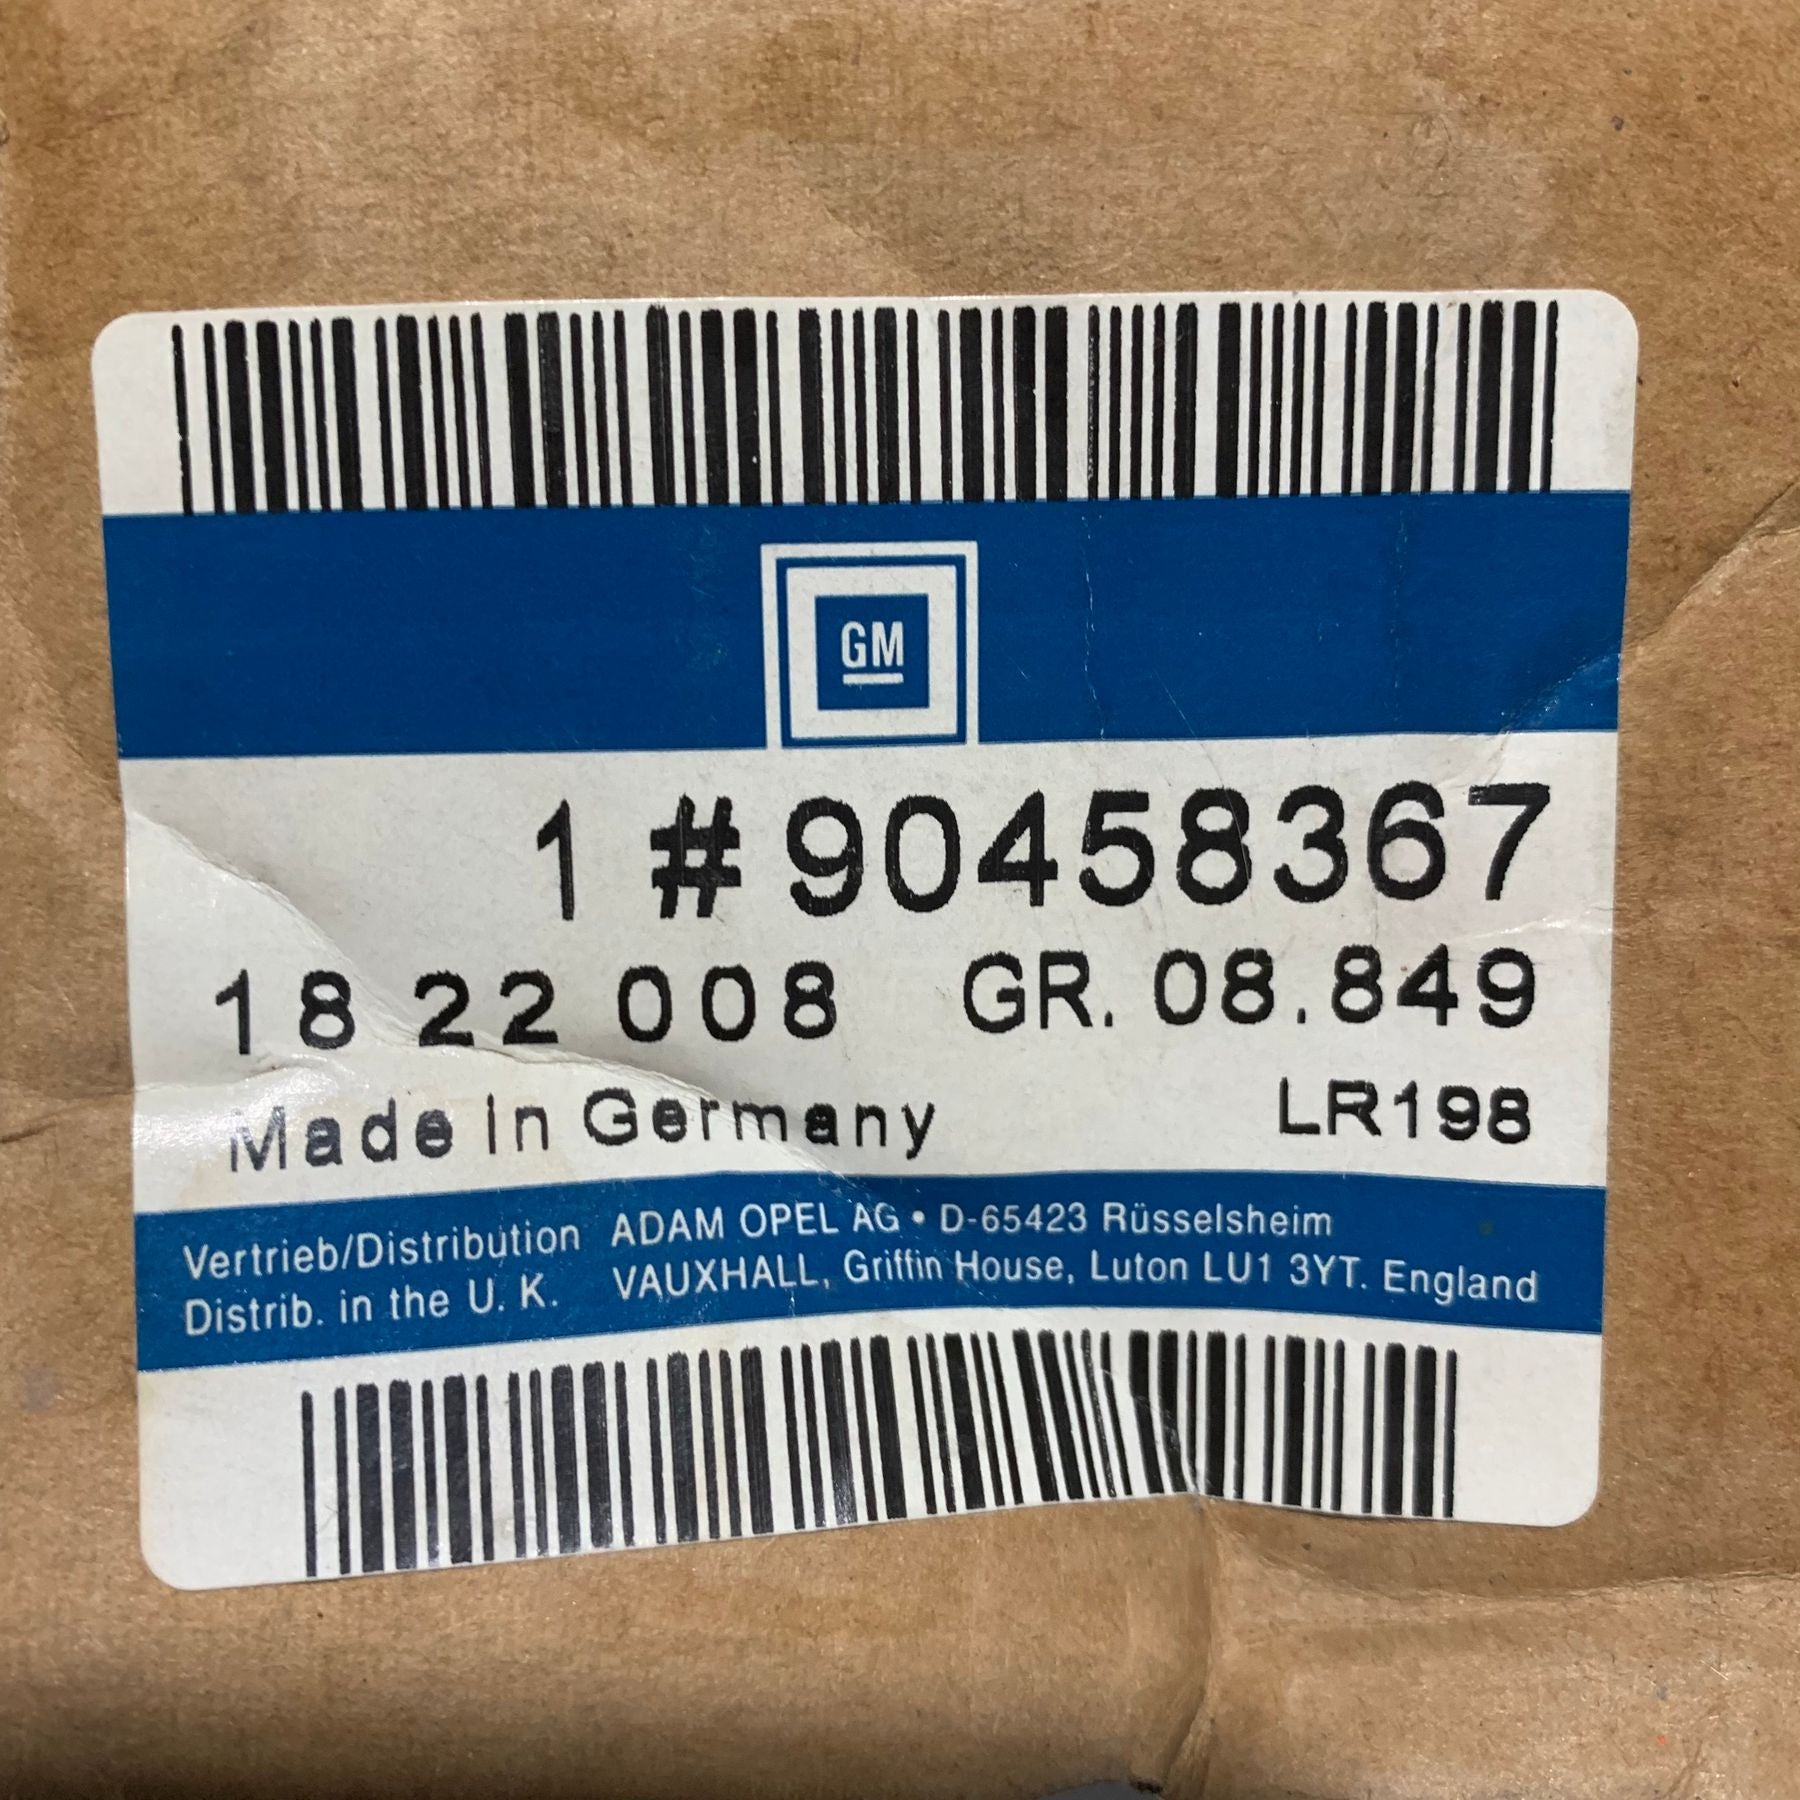 GM
1 #90458367
18 22 008 GR. 08.849
Made in Germany LR198
Vertrieb/Distribution ADAM OPEL AG • D-65423 Rüsselsheim
Distrib. in the U. K. VAUXHALL, Griffin House, Luton LU1 3YT. England